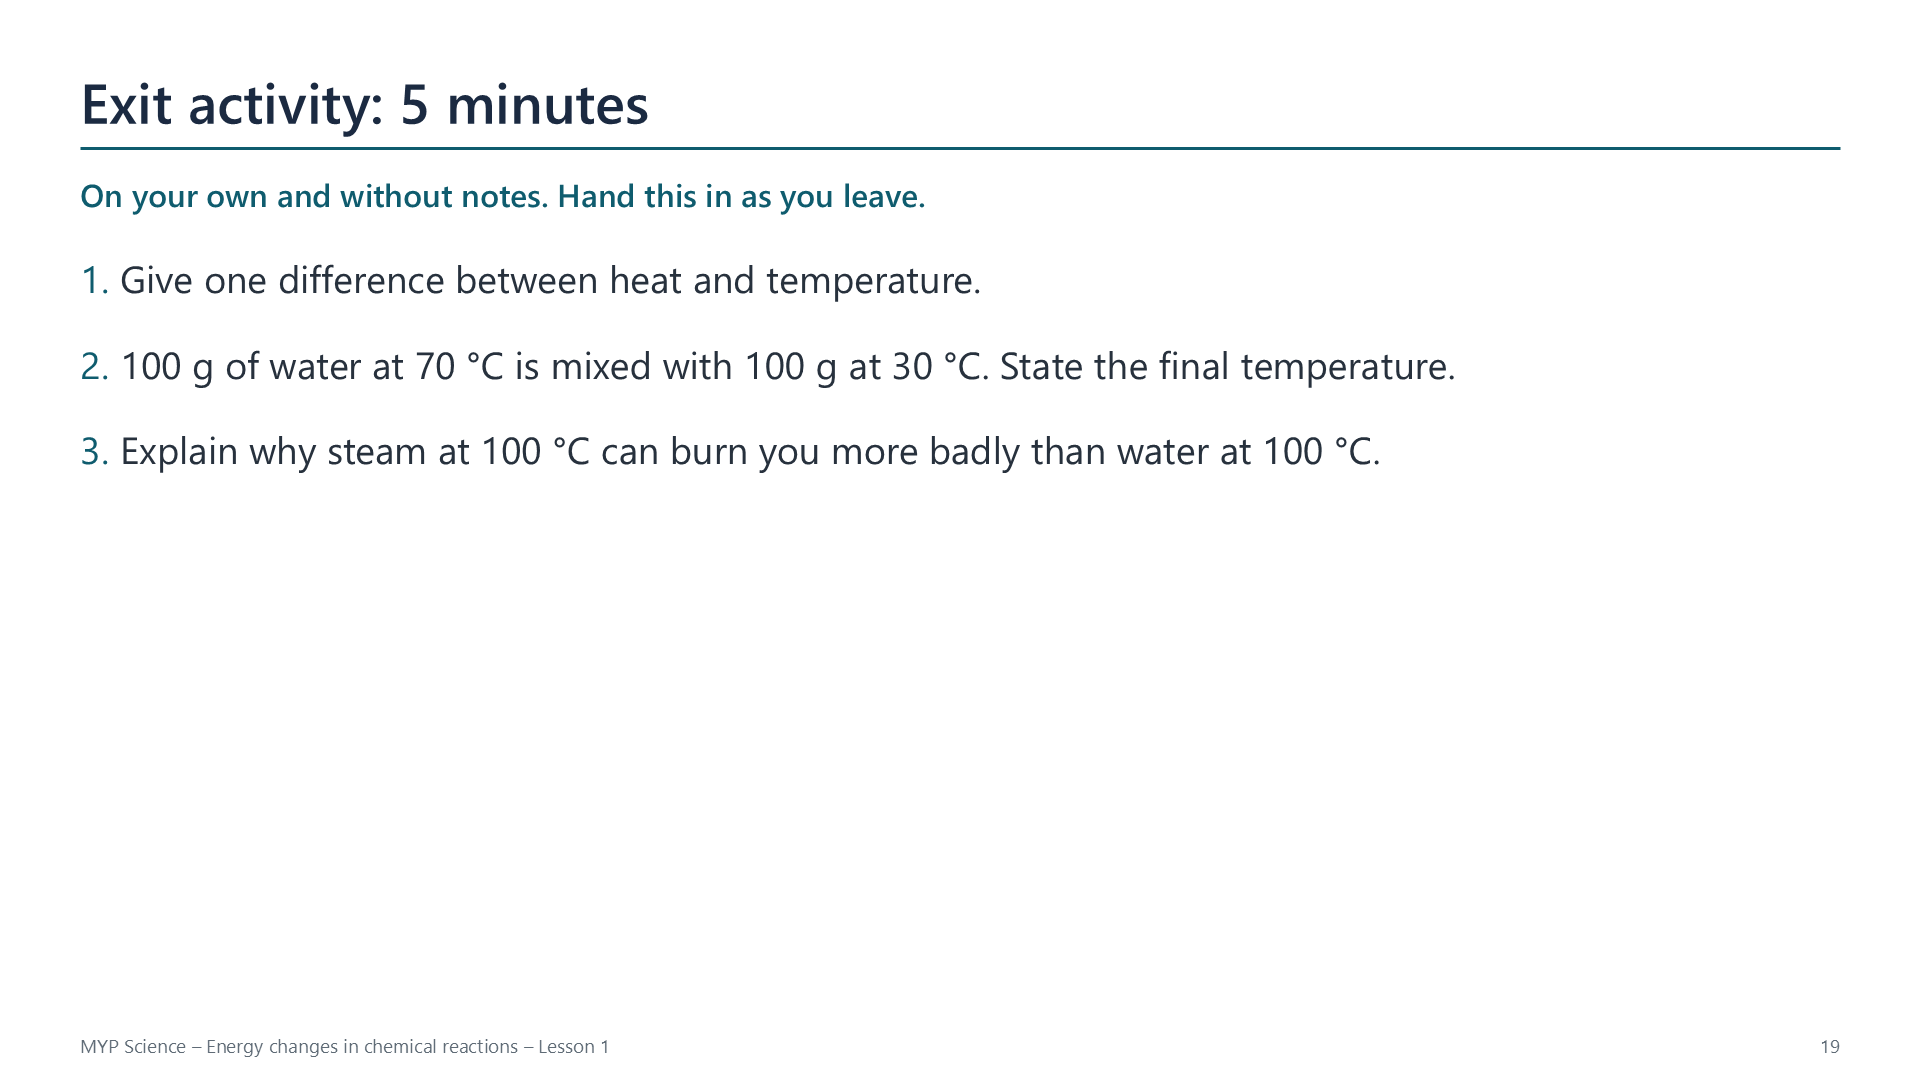 Exit activity: 5 minutes
On your own and without notes. Hand this in as you leave.
1. Give one difference between heat and temperature.
2. 100 g of water at 70 °C is mixed with 100 g at 30 °C. State the final temperature.
3. Explain why steam at 100 °C can burn you more badly than water at 100 °C.
MYP Science – Energy changes in chemical reactions – Lesson 1
19